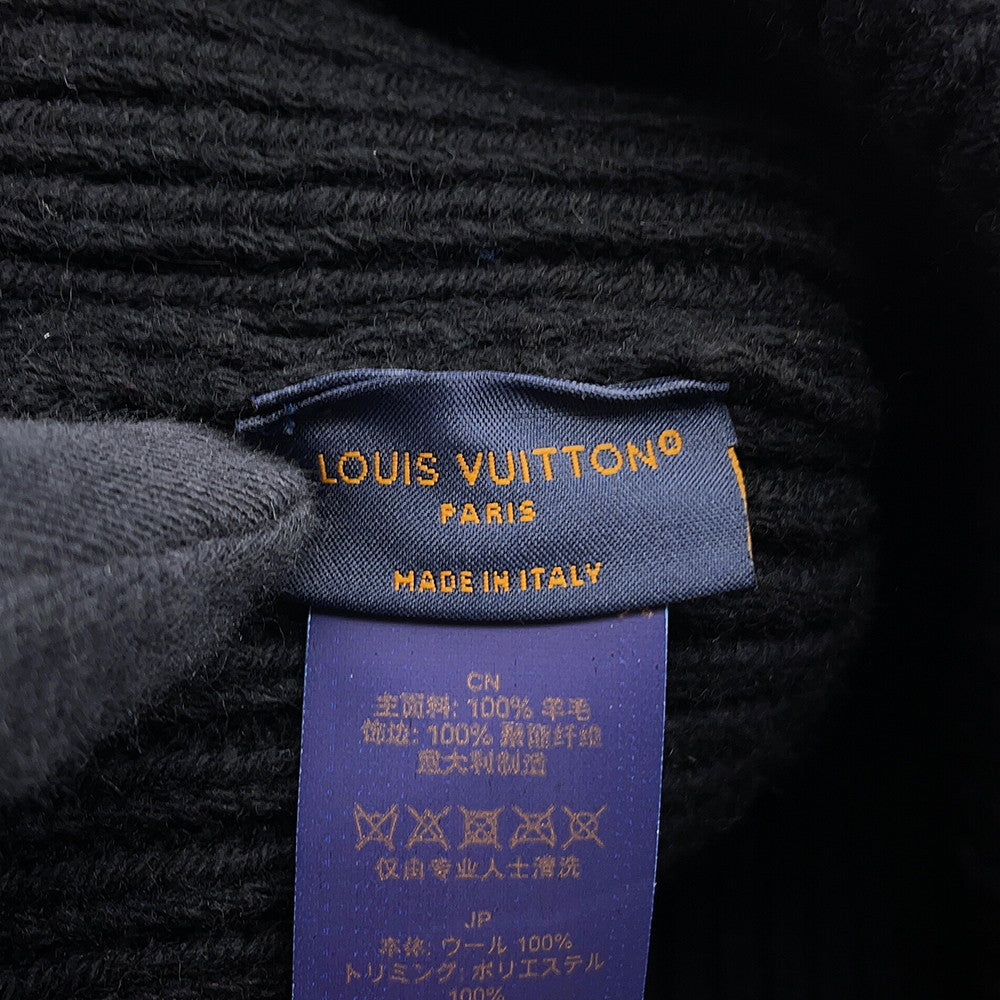 LOUIS VUITTON®
PARIS
MADE IN ITALY
CN
主面料: 100% 羊毛
饰边: 100% 聚酯纤维
意大利制造
仅由专业人士清洗
JP
本体: ウール 100%
トリミング: ポリエステル
100%